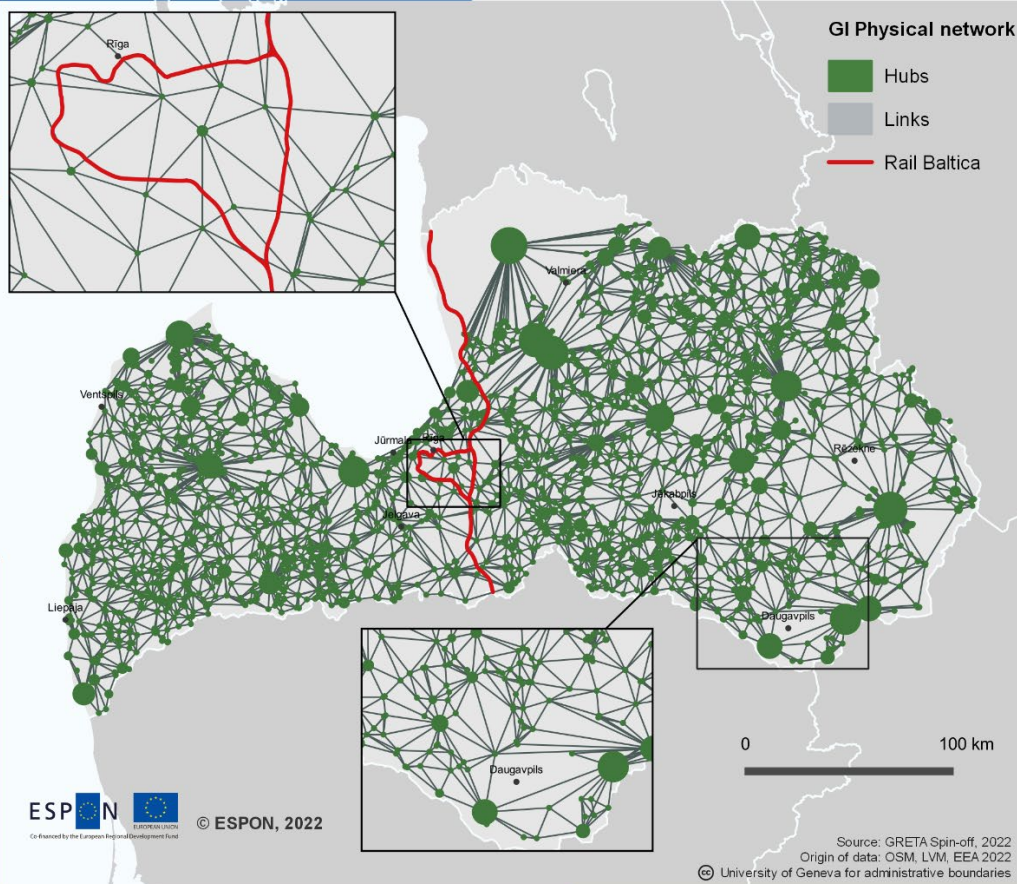 Rīga
GI Physical network
Hubs
Links
Rail Baltica
Valmiera
Ventspils
Jūrmala
Rīga
Rēzekne
Jēkabpils
Jelgava
Liepāja
Daugavpils
Daugavpils
0 100 km
ESPON
EUROPEAN UNION
Co-financed by the European Regional Development Fund
© ESPON, 2022
Source: GRETA Spin-off, 2022
Origin of data: OSM, LVM, EEA 2022
cc University of Geneva for administrative boundaries